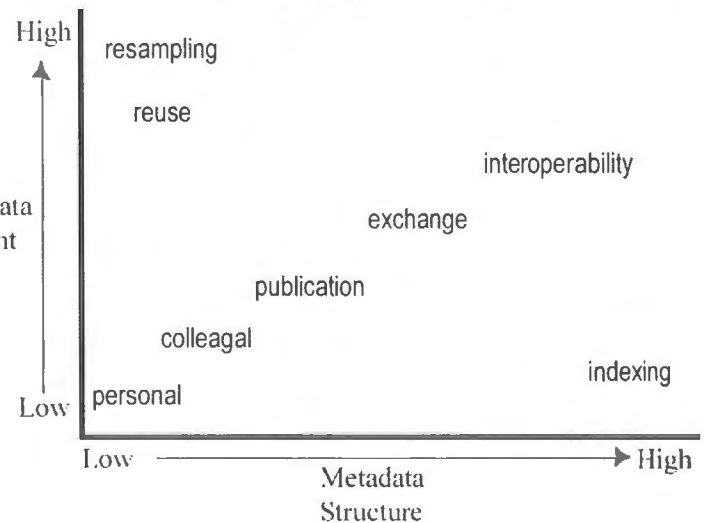 High
resampling
reuse
interoperability
exchange
publication
colleagal
indexing
personal
Low
Low
High
Metadata
Structure